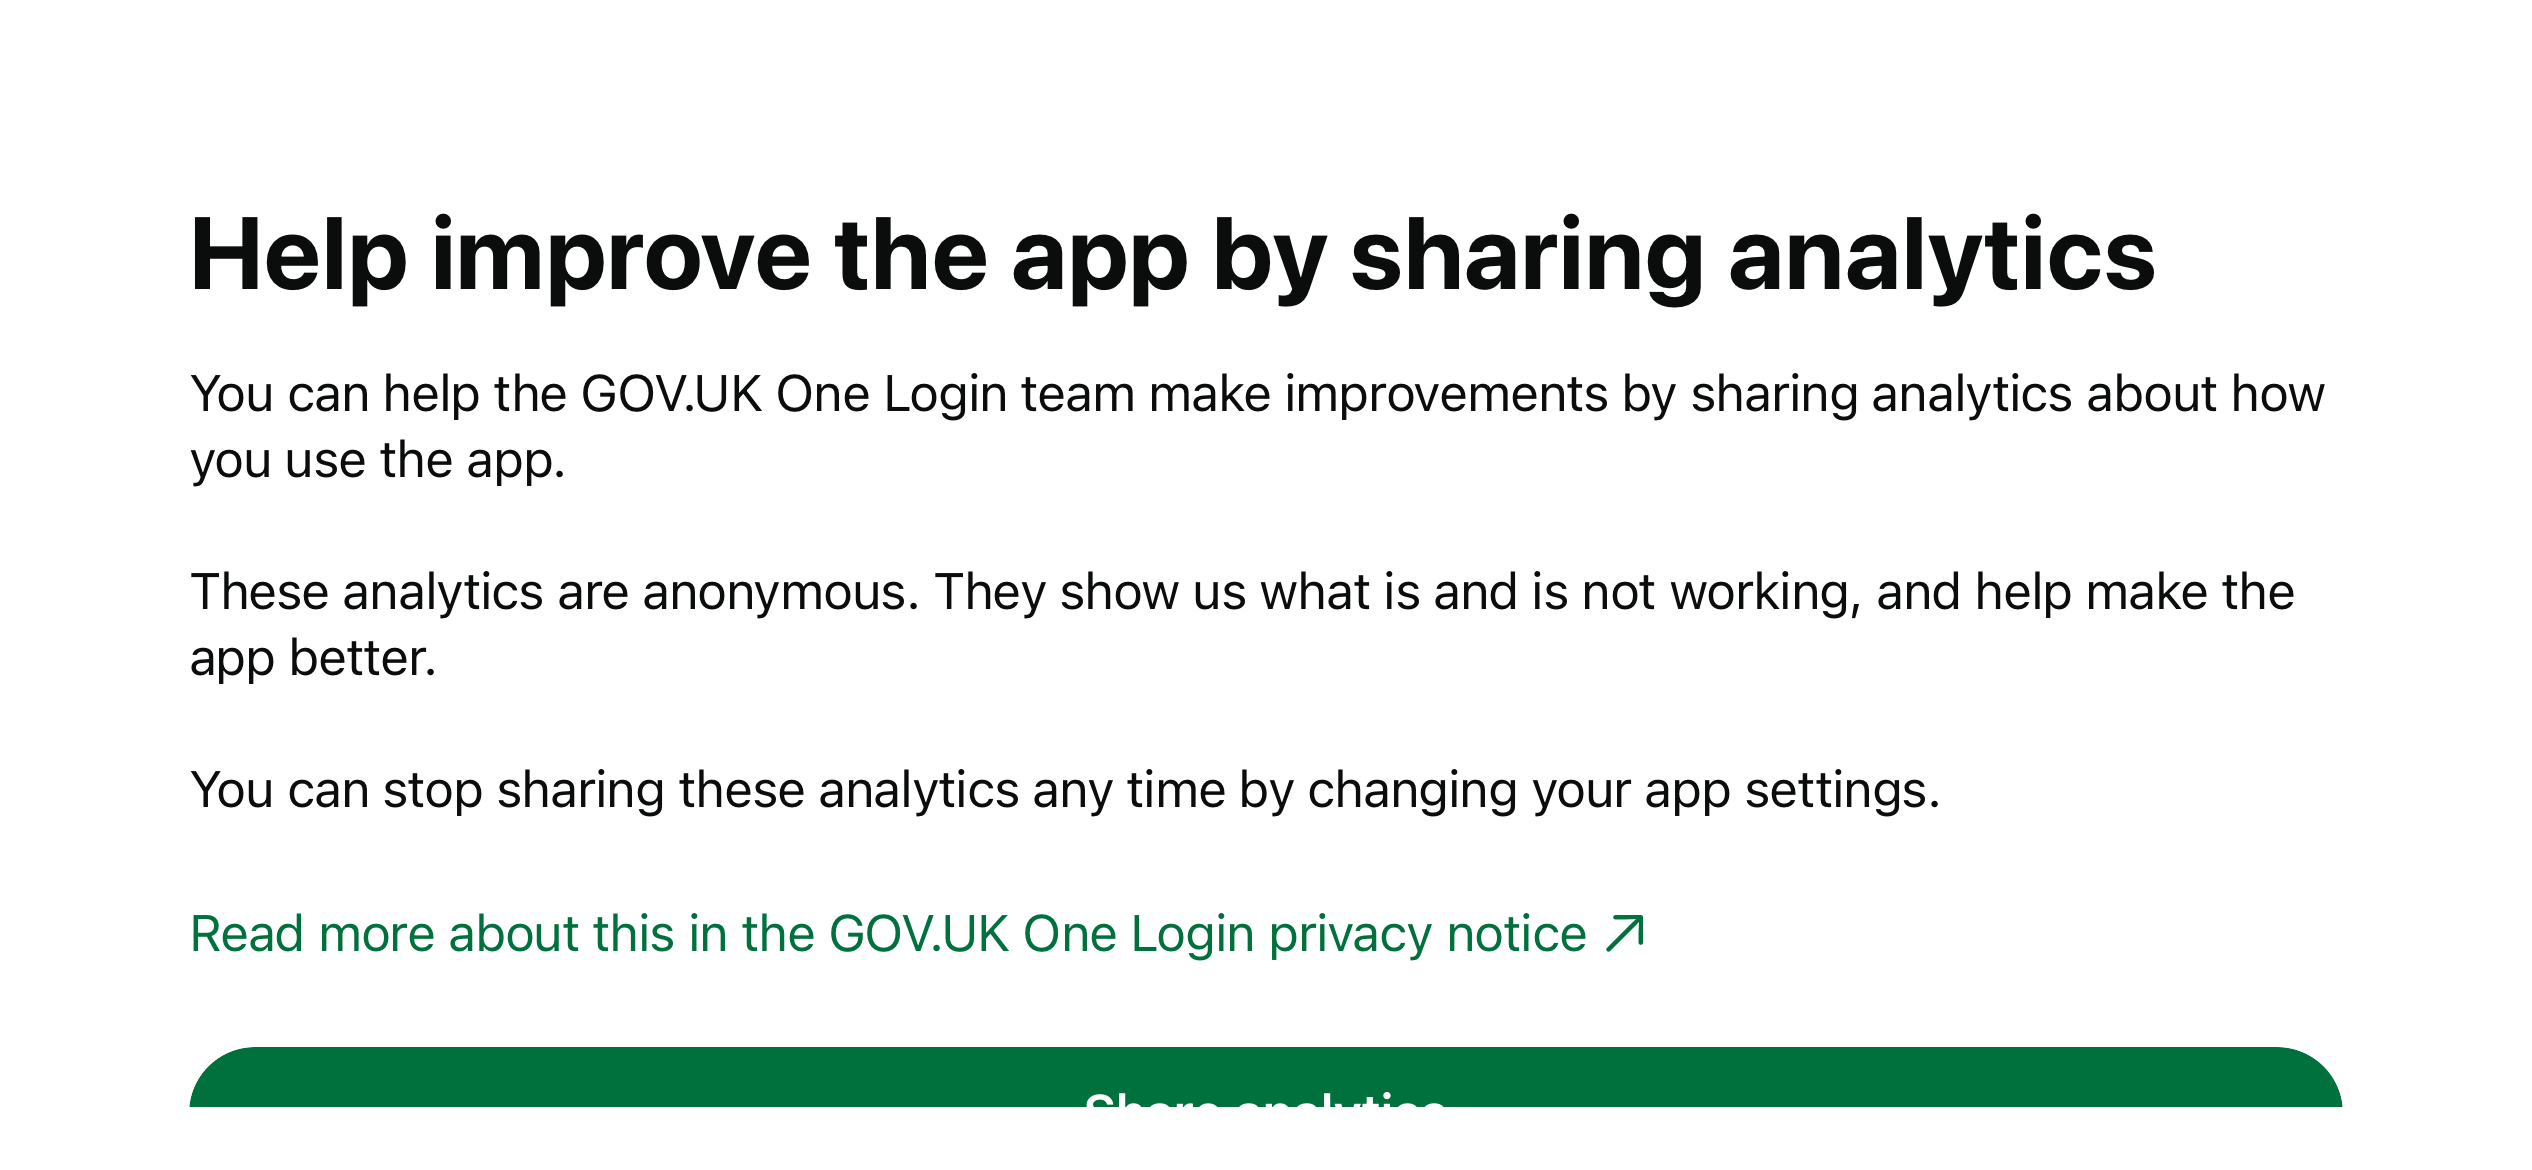 Help improve the app by sharing analytics
You can help the GOV.UK One Login team make improvements by sharing analytics about how
you use the app.
These analytics are anonymous. They show us what is and is not working, and help make the
app better.
You can stop sharing these analytics any time by changing your app settings.
Read more about this in the GOV.UK One Login privacy notice
Share analytics